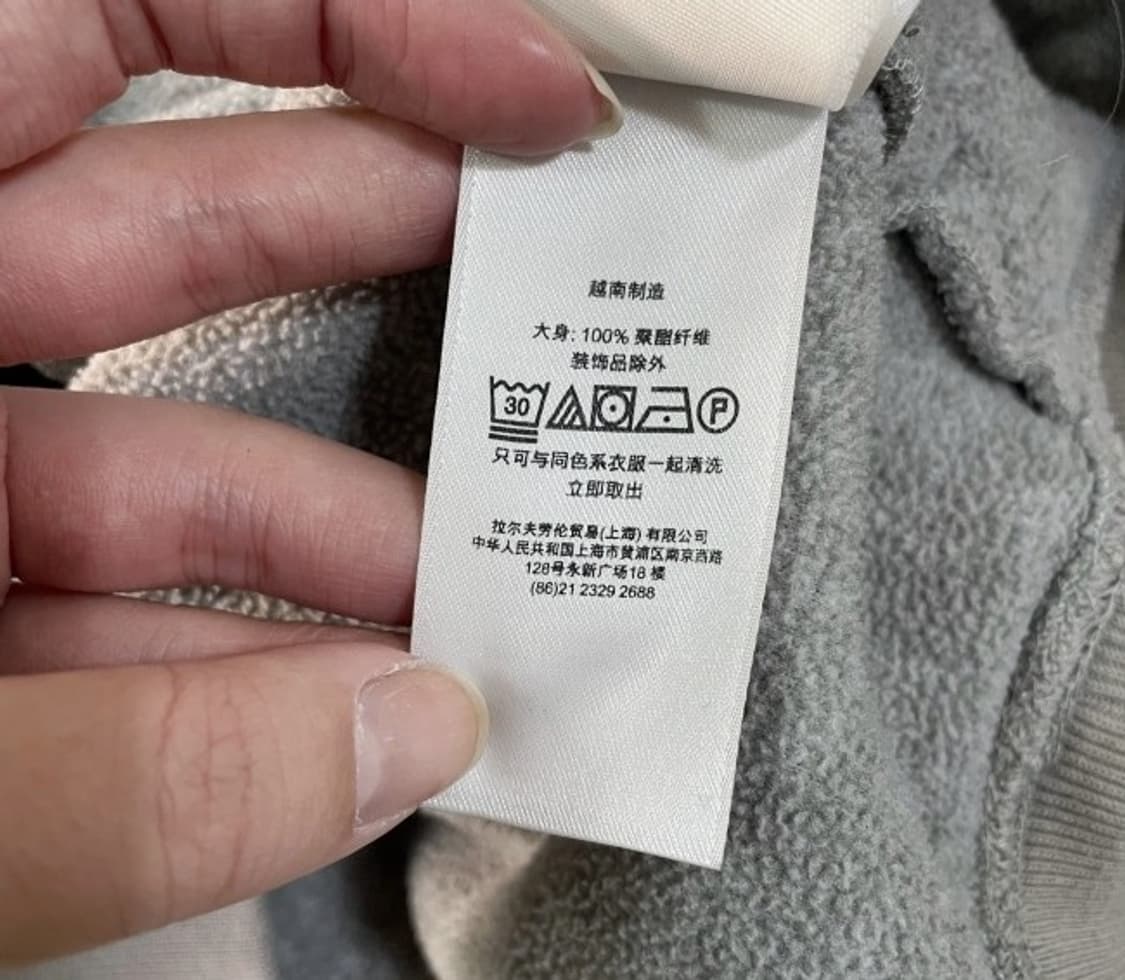 越南制造
大身: 100% 聚酯纤维
装饰品除外
30 P
只可与同色系衣服一起清洗
立即取出
拉尔夫劳伦贸易(上海) 有限公司
中华人民共和国上海市黄浦区南京西路
128号永新广场18 楼
(86)21 2329 2688